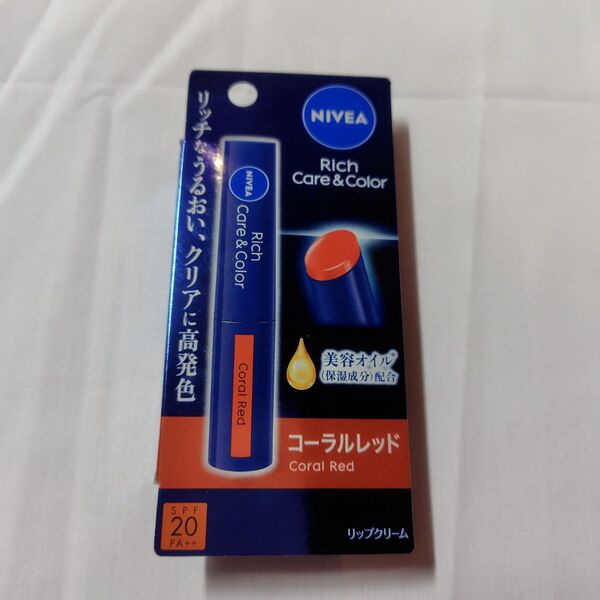 リッチなうるおい、クリアに高発色
NIVEA
Rich
Care & Color
Coral Red
NIVEA
Rich
Care & Color
美容オイル*
(保湿成分)配合
コーラルレッド
Coral Red
SPF
20
PA++
リップクリーム